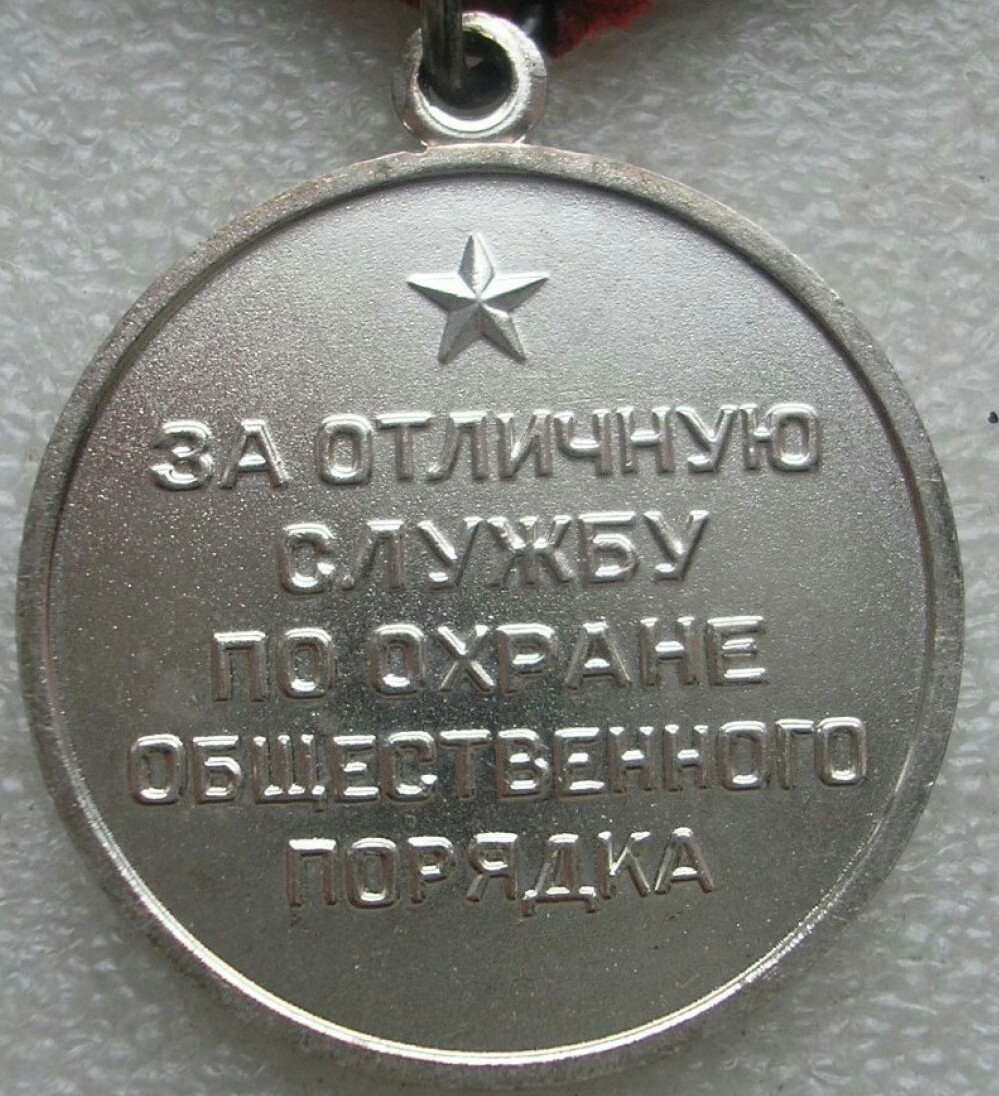 ЗА ОТЛИЧНУЮ
СЛУЖБУ
ПО ОХРАНЕ
ОБЩЕСТВЕННОГО
ПОРЯДКА